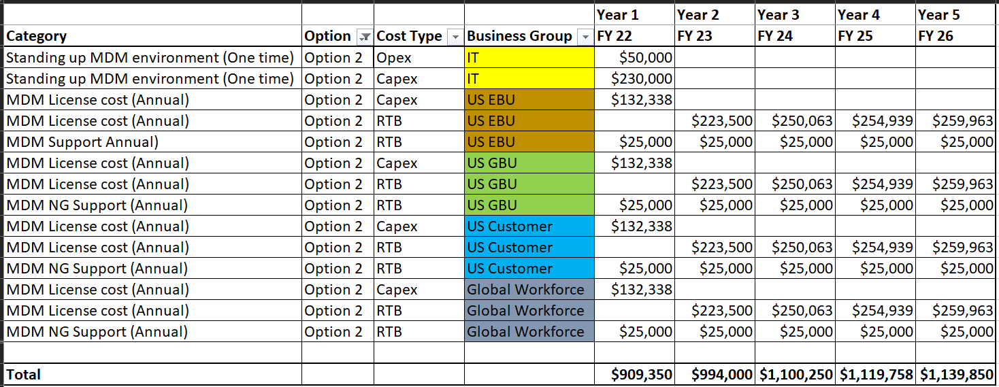 Year 1 Year 2 Year 3 Year 4 Year 5
Category Option Cost Type Business Group FY 22 FY 23 FY 24 FY 25 FY 26
Standing up MDM environment (One time) Option 2 Opex IT $50,000
Standing up MDM environment (One time) Option 2 Capex IT $230,000
MDM License cost (Annual) Option 2 Capex US EBU $132,338
MDM License cost (Annual) Option 2 RTB US EBU $223,500 $250,063 $254,939 $259,963
MDM Support Annual) Option 2 RTB US EBU $25,000 $25,000 $25,000 $25,000 $25,000
MDM License cost (Annual) Option 2 Capex US GBU $132,338
MDM License cost (Annual) Option 2 RTB US GBU $223,500 $250,063 $254,939 $259,963
MDM NG Support (Annual) Option 2 RTB US GBU $25,000 $25,000 $25,000 $25,000 $25,000
MDM License cost (Annual) Option 2 Capex US Customer $132,338
MDM License cost (Annual) Option 2 RTB US Customer $223,500 $250,063 $254,939 $259,963
MDM NG Support (Annual) Option 2 RTB US Customer $25,000 $25,000 $25,000 $25,000 $25,000
MDM License cost (Annual) Option 2 Capex Global Workforce $132,338
MDM License cost (Annual) Option 2 RTB Global Workforce $223,500 $250,063 $254,939 $259,963
MDM NG Support (Annual) Option 2 RTB Global Workforce $25,000 $25,000 $25,000 $25,000 $25,000
Total $909,350 $994,000 $1,100,250 $1,119,758 $1,139,850